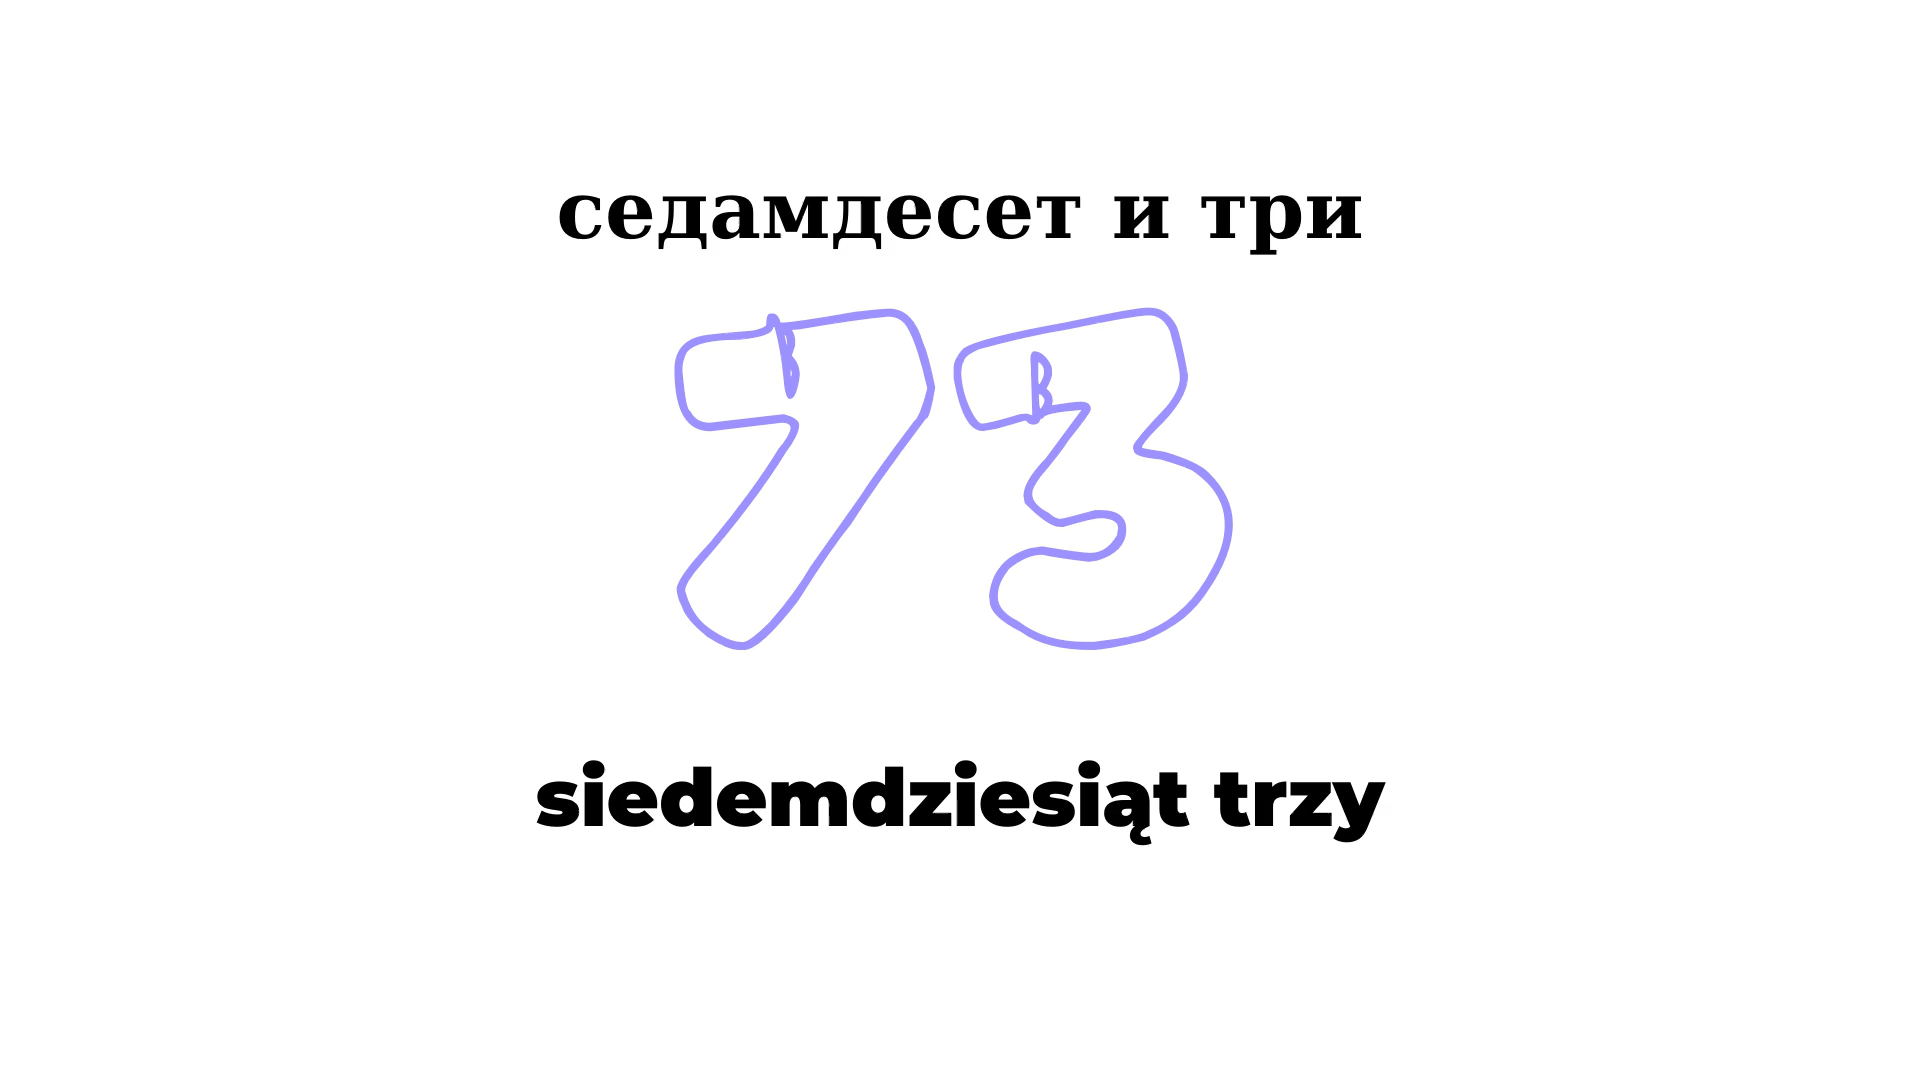 седамдесет и три
73
siedemdziesiąt trzy